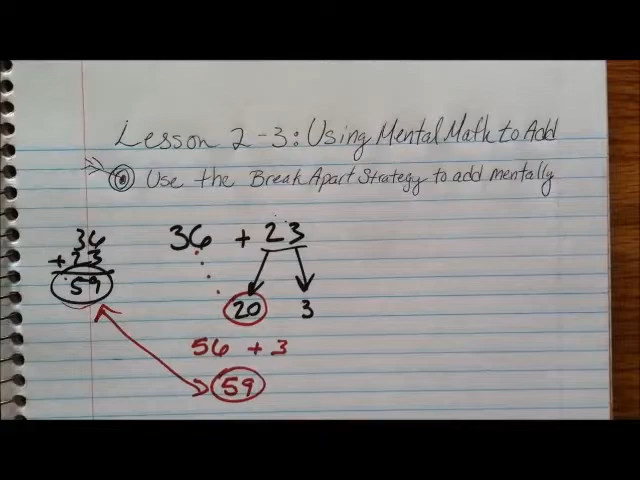 Lesson 2-3: Using Mental Math to Add
Use the Break Apart Strategy to add mentally
36
+23
59
36 + 23
20 3
56 + 3
59